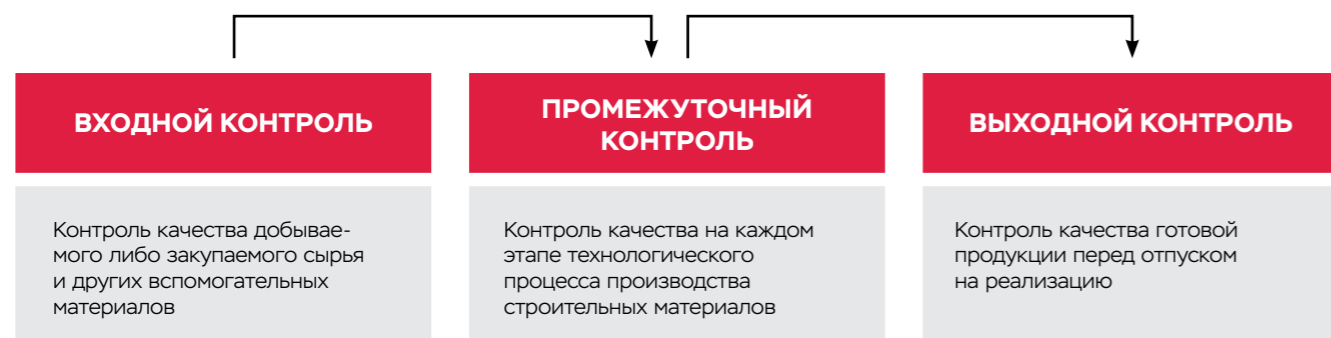 ВХОДНОЙ КОНТРОЛЬ
Контроль качества добывае-
мого либо закупаемого сырья
и других вспомогательных
материалов
ПРОМЕЖУТОЧНЫЙ
КОНТРОЛЬ
Контроль качества на каждом
этапе технологического
процесса производства
строительных материалов
ВЫХОДНОЙ КОНТРОЛЬ
Контроль качества готовой
продукции перед отпуском
на реализацию